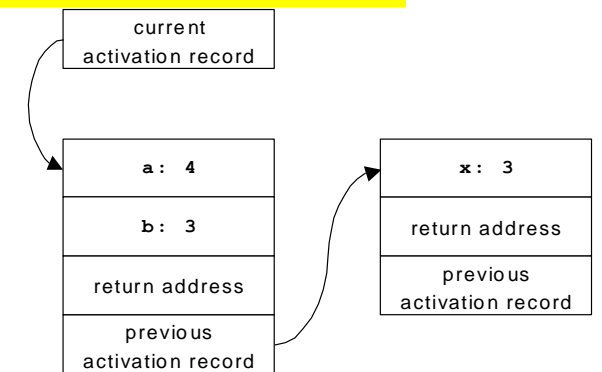 current
activation record
a: 4
b: 3
return address
previous
activation record
x: 3
return address
previous
activation record